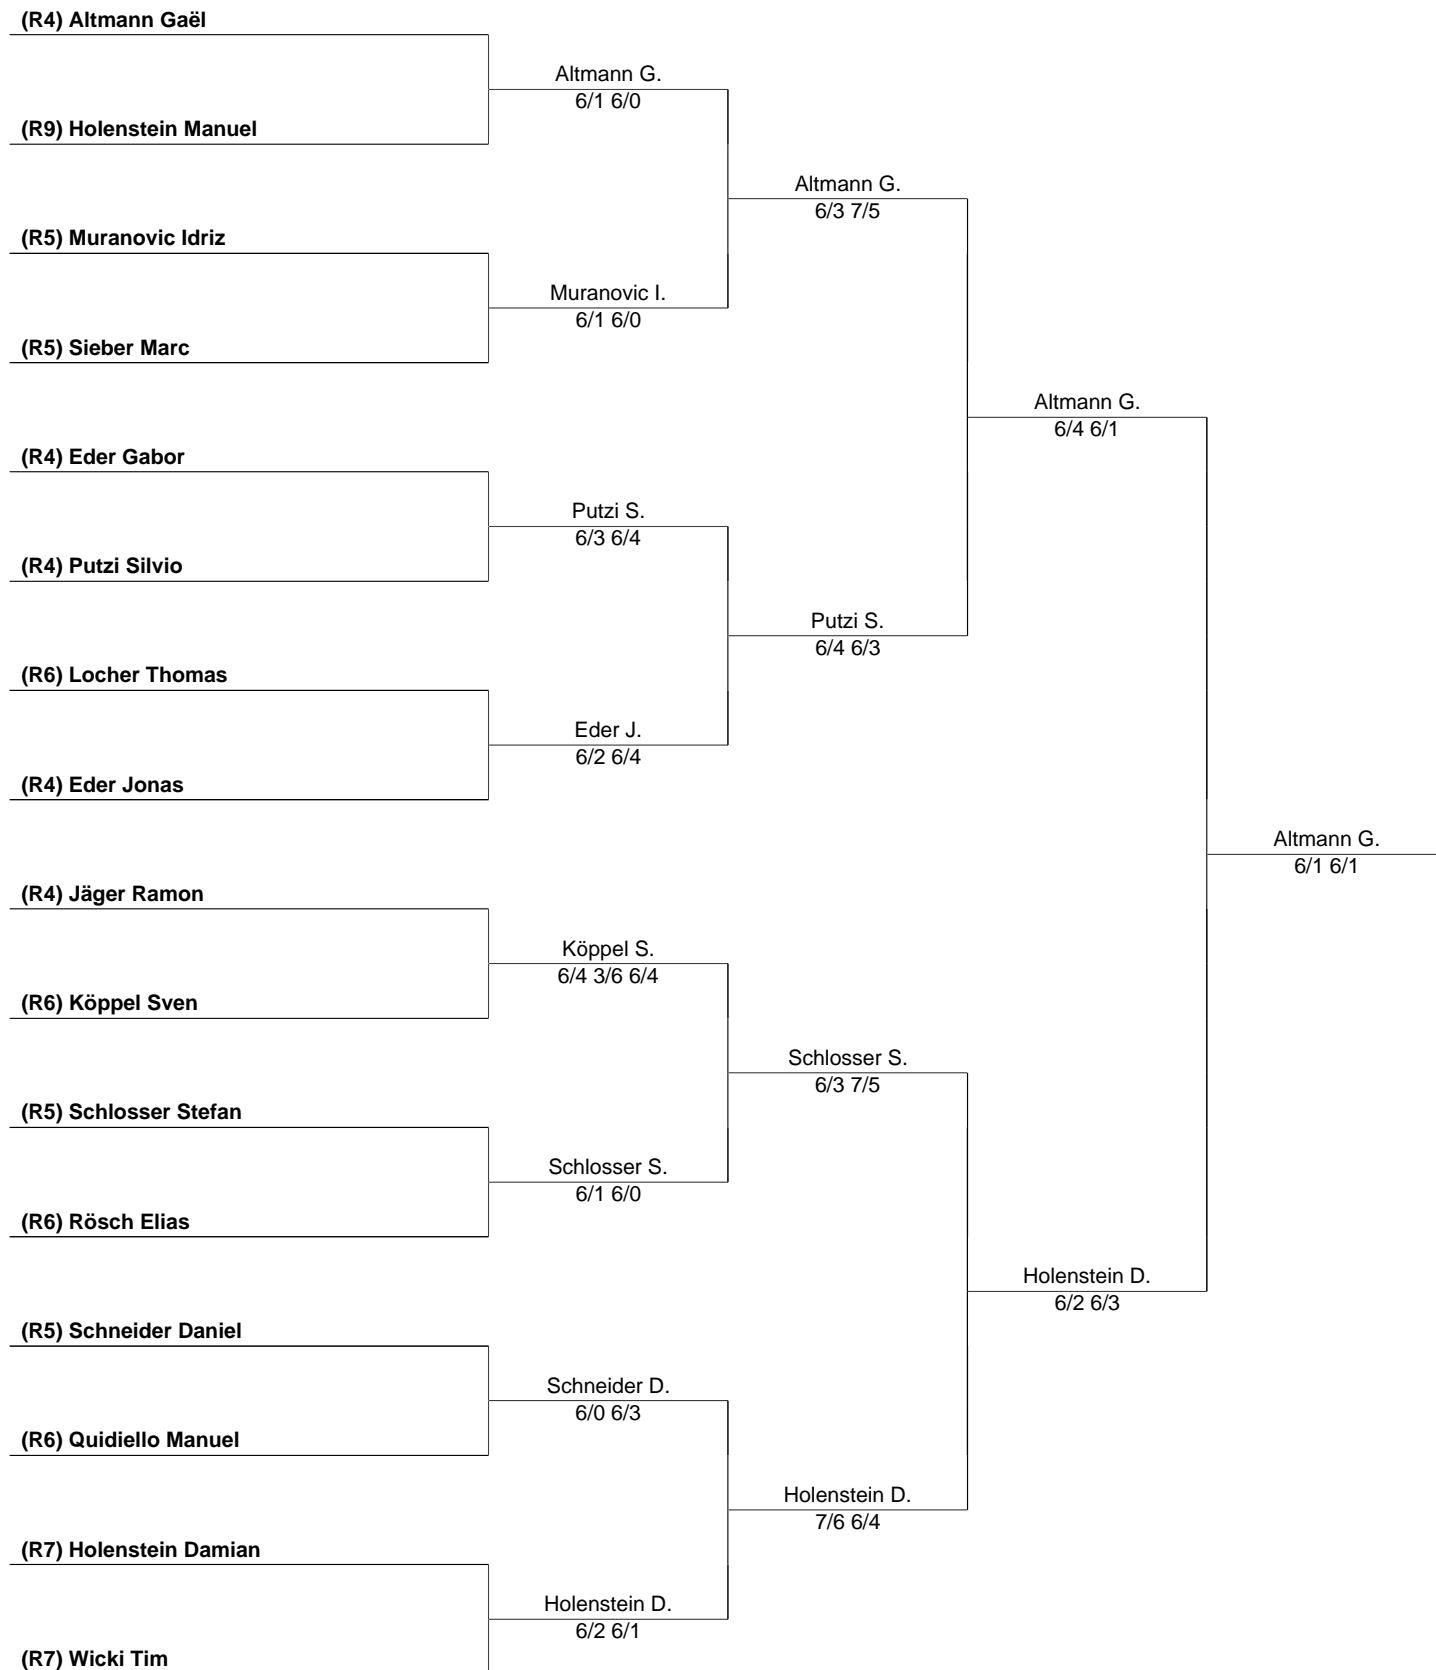 (R4) Altmann Gaël
Altmann G.
6/1 6/0
(R9) Holenstein Manuel
Altmann G.
6/3 7/5
(R5) Muranovic Idriz
Muranovic I.
6/1 6/0
(R5) Sieber Marc
Altmann G.
6/4 6/1
(R4) Eder Gabor
Putzi S.
6/3 6/4
(R4) Putzi Silvio
Putzi S.
6/4 6/3
(R6) Locher Thomas
Eder J.
6/2 6/4
(R4) Eder Jonas
Altmann G.
6/1 6/1
(R4) Jäger Ramon
Köppel S.
6/4 3/6 6/4
(R6) Köppel Sven
Schlosser S.
6/3 7/5
(R5) Schlosser Stefan
Schlosser S.
6/1 6/0
(R6) Rösch Elias
Holenstein D.
6/2 6/3
(R5) Schneider Daniel
Schneider D.
6/0 6/3
(R6) Quidiello Manuel
Holenstein D.
7/6 6/4
(R7) Holenstein Damian
Holenstein D.
6/2 6/1
(R7) Wicki Tim